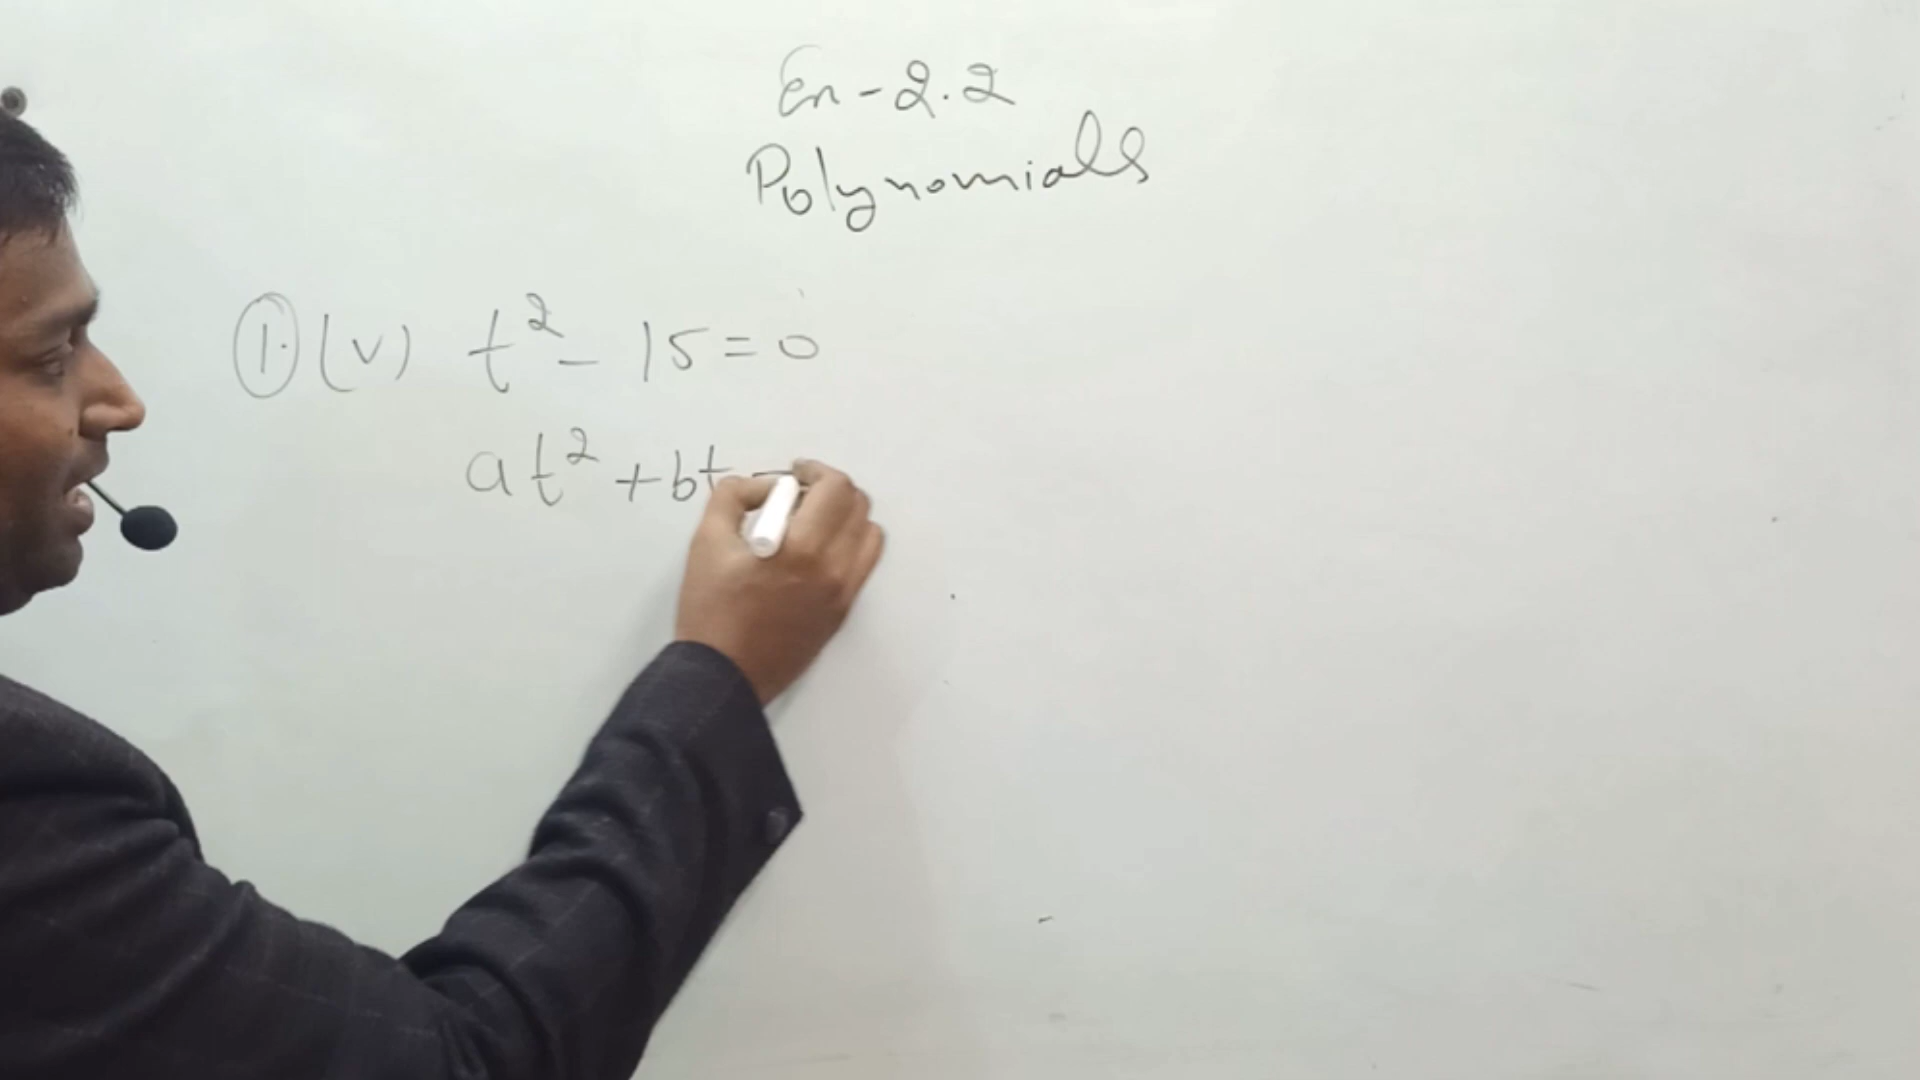 Ex-2.2
Polynomials
1. (v) t² - 15 = 0
at² + bt